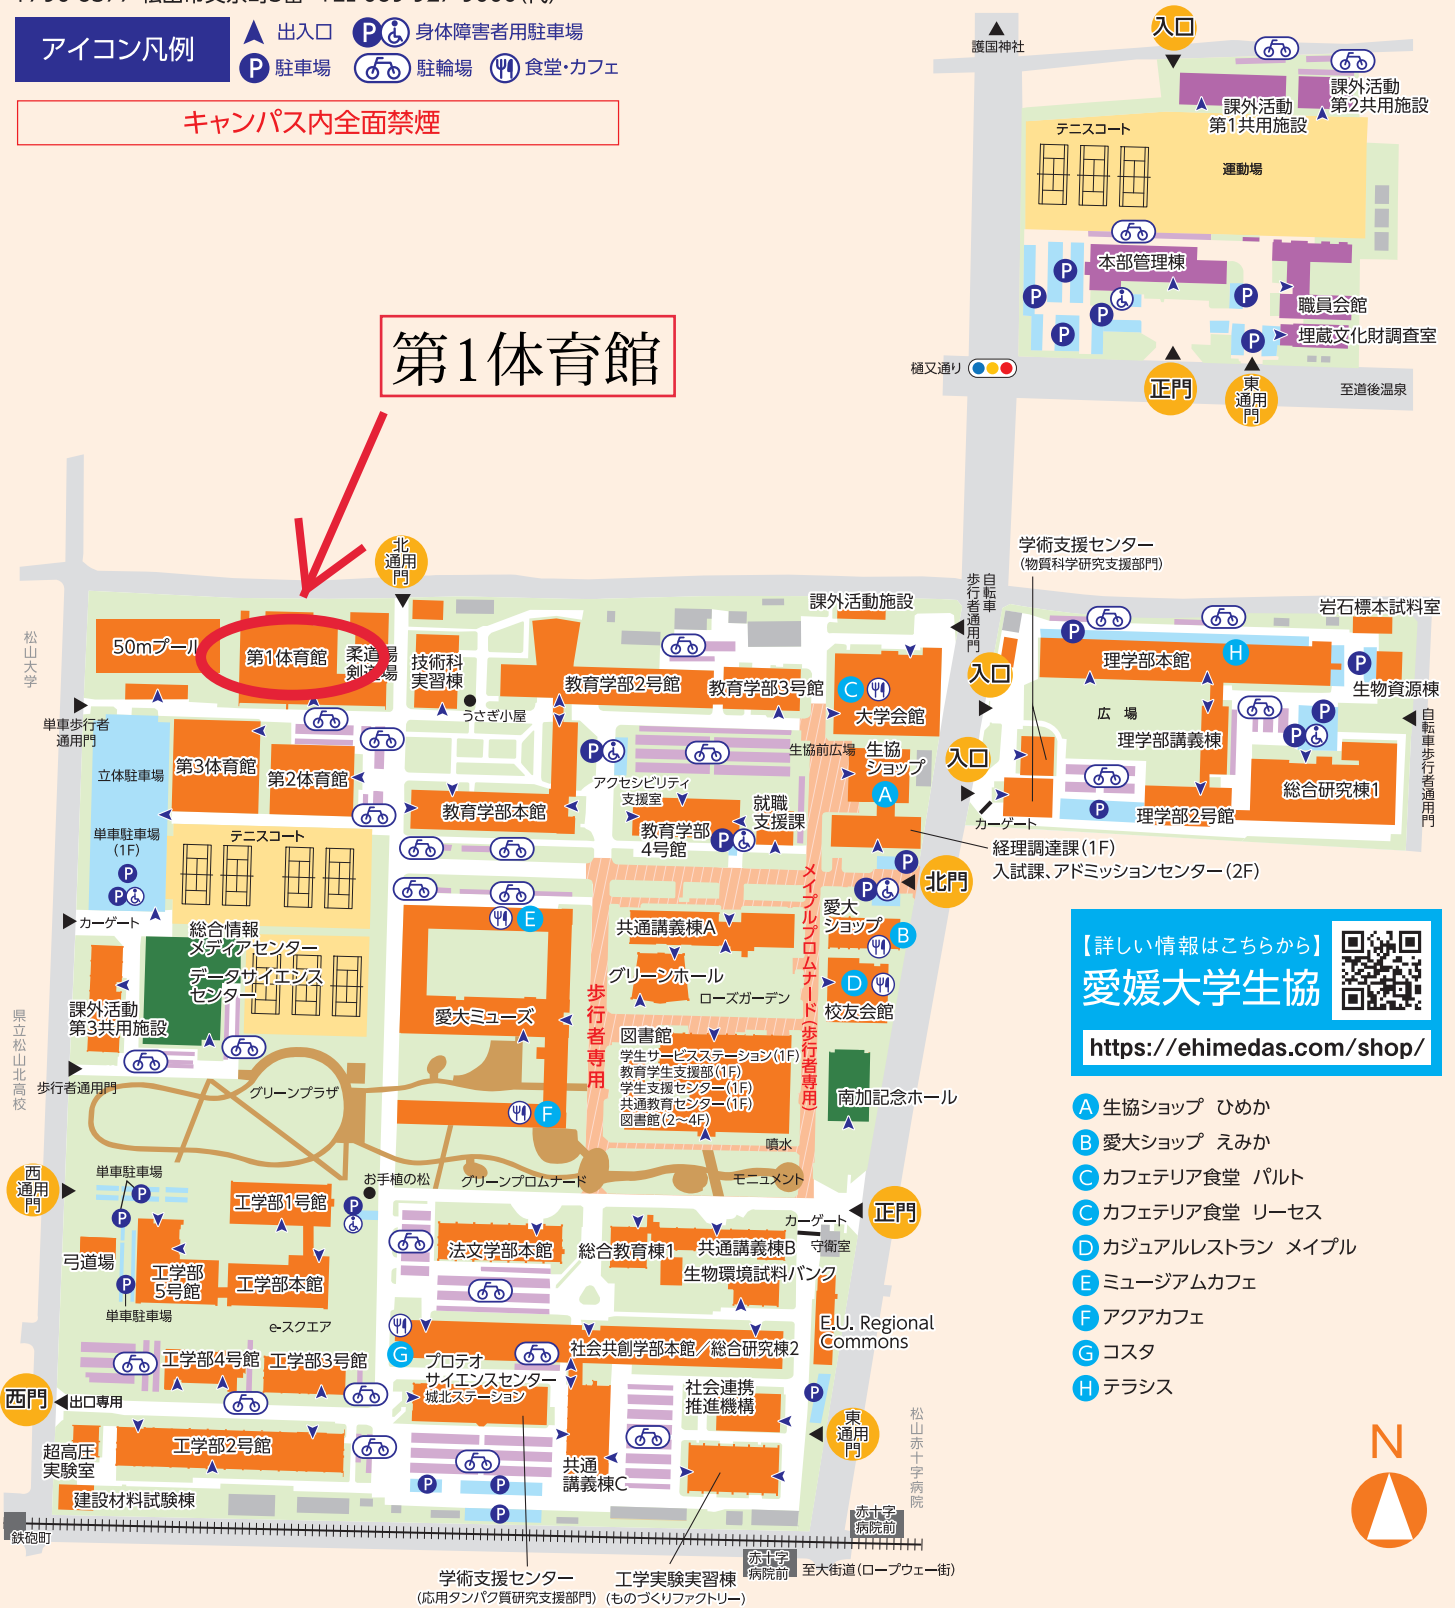 アイコン凡例
出入口
P 身体障害者用駐車場
P 駐車場
駐輪場
食堂・カフェ
キャンパス内全面禁煙
護国神社
入口
課外活動
第2共用施設
課外活動
第1共用施設
テニスコート
運動場
本部管理棟
P
P
P
P
P
P
職員会館
埋蔵文化財調査室
樋又通り
正門
東
通用
門
至道後温泉
第1体育館
北
通用
門
学術支援センター
(物質科学研究支援部門)
自転車
歩行者通用門
課外活動施設
岩石標本試料室
松山大学
50mプール
第1体育館
柔道場
剣道場
技術科
実習棟
うさぎ小屋
教育学部2号館
教育学部3号館
C
大学会館
入口
P
理学部本館
H
P
生物資源棟
広場
理学部講義棟
P
P
自転車歩行者通用門
単車歩行者
通用門
立体駐車場
第3体育館
第2体育館
P
アクセシビリティ
支援室
生協前広場
生協
ショップ
A
入口
カーゲート
P
理学部2号館
総合研究棟1
教育学部本館
教育学部
4号館
P
就職
支援課
単車駐車場
(1F)
P
P
テニスコート
経理調達課(1F)
入試課、アドミッションセンター(2F)
P
P
北門
カーゲート
総合情報
メディアセンター
データサイエンス
センター
E
共通講義棟A
グリーンホール
ローズガーデン
メイプルプロムナード(歩行者専用)
愛大
ショップ
B
D
校友会館
歩行者専用
課外活動
第3共用施設
愛大ミューズ
県立松山北高校
歩行者通用門
グリーンプラザ
F
図書館
学生サービスステーション(1F)
教育学生支援部(1F)
学生支援センター(1F)
共通教育センター(1F)
図書館(2~4F)
南加記念ホール
噴水
モニュメント
【詳しい情報はこちらから】
愛媛大学生協
https://ehimedas.com/shop/
A 生協ショップ ひめか
B 愛大ショップ えみか
C カフェテリア食堂 パルト
C カフェテリア食堂 リーセス
D カジュアルレストラン メイプル
E ミュージアムカフェ
F アクアカフェ
G コスタ
H テラシス
西
通用
門
単車駐車場
P
P
工学部1号館
お手植の松
P
グリーンプロムナード
カーゲート
守衛室
正門
弓道場
工学部
5号館
工学部本館
P
単車駐車場
e-スクエア
法文学部本館
総合教育棟1
共通講義棟B
生物環境試料バンク
E.U. Regional
Commons
G
社会共創学部本館/総合研究棟2
工学部4号館
工学部3号館
プロテオ
サイエンスセンター
城北ステーション
社会連携
推進機構
P
東
通用
門
松山赤十字病院
西門
出口専用
超高圧
実験室
工学部2号館
建設材料試験棟
P
P
P
共通
講義棟C
鉄砲町
赤十字
病院前
赤十字
病院前
至大街道(ロープウェー街)
学術支援センター
(応用タンパク質研究支援部門)
工学実験実習棟
(ものづくりファクトリー)
N